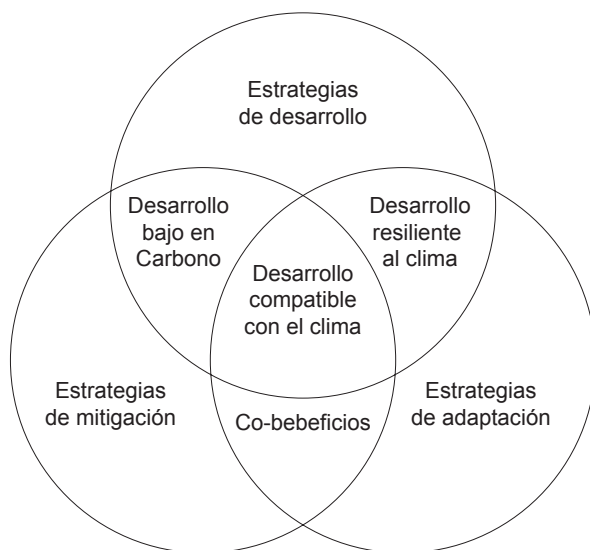 Estrategias
de desarrollo
Desarrollo
bajo en
Carbono
Desarrollo
resiliente
al clima
Desarrollo
compatible
con el clima
Estrategias
de mitigación
Co-bebeficios
Estrategias
de adaptación